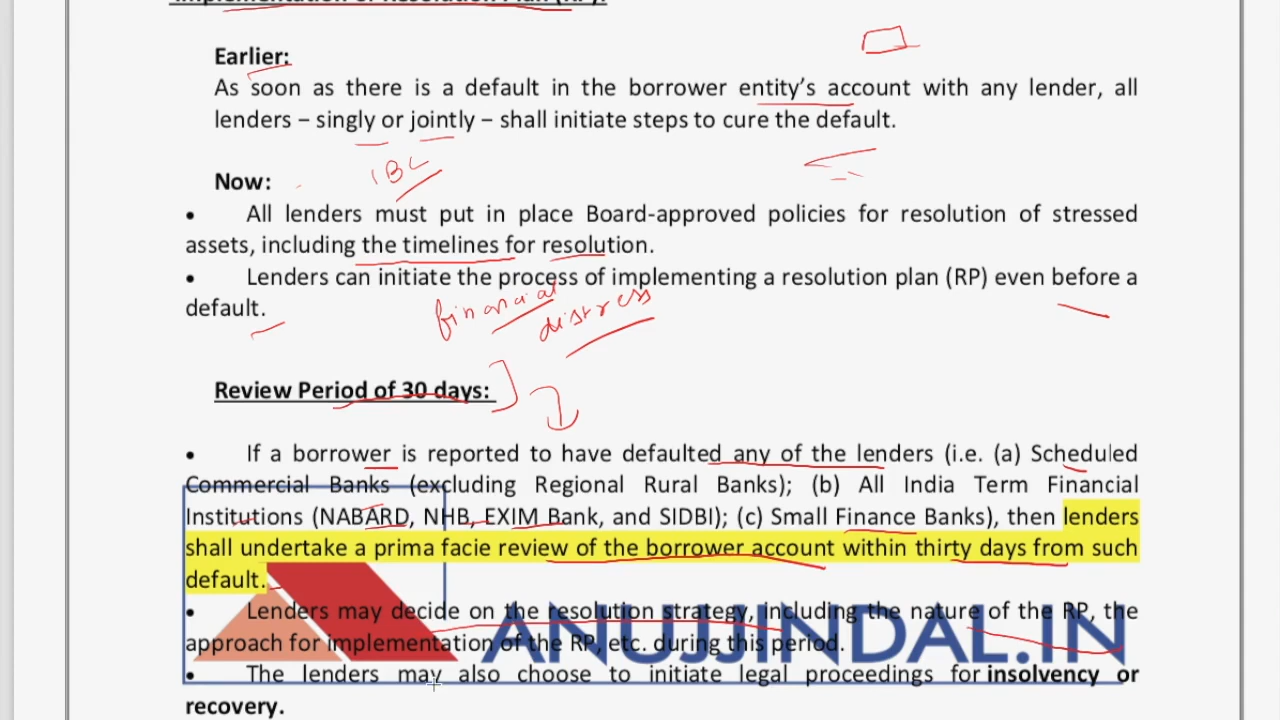 Implementation of Resolution Plan (RP):
Earlier:
As soon as there is a default in the borrower entity's account with any lender, all
lenders – singly or jointly – shall initiate steps to cure the default.
IBC
Now:
• All lenders must put in place Board-approved policies for resolution of stressed
assets, including the timelines for resolution.
• Lenders can initiate the process of implementing a resolution plan (RP) even before a
default.
financial distress
Review Period of 30 days:
• If a borrower is reported to have defaulted any of the lenders (i.e. (a) Scheduled
Commercial Banks (excluding Regional Rural Banks); (b) All India Term Financial
Institutions (NABARD, NHB, EXIM Bank, and SIDBI); (c) Small Finance Banks), then lenders
shall undertake a prima facie review of the borrower account within thirty days from such
default.
• Lenders may decide on the resolution strategy, including the nature of the RP, the
approach for implementation of the RP, etc. during this period.
ANUJJINDAL.IN
• The lenders may also choose to initiate legal proceedings for insolvency or
recovery.